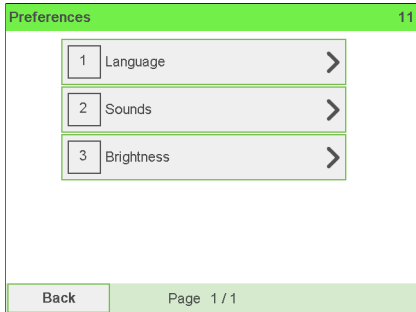 Preferences 11
1 Language
2 Sounds
3 Brightness
Back Page 1 / 1